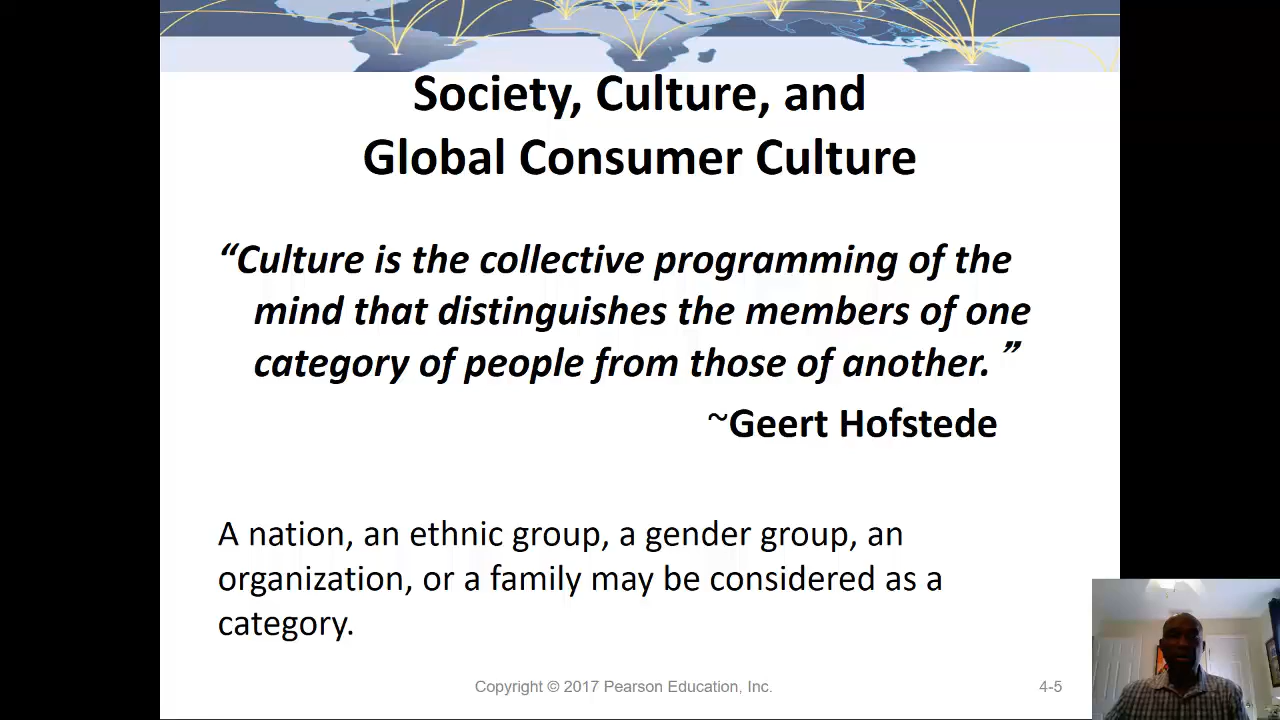 Society, Culture, and
Global Consumer Culture
“Culture is the collective programming of the
mind that distinguishes the members of one
category of people from those of another. ”
~Geert Hofstede
A nation, an ethnic group, a gender group, an
organization, or a family may be considered as a
category.
Copyright © 2017 Pearson Education, Inc.
4-5